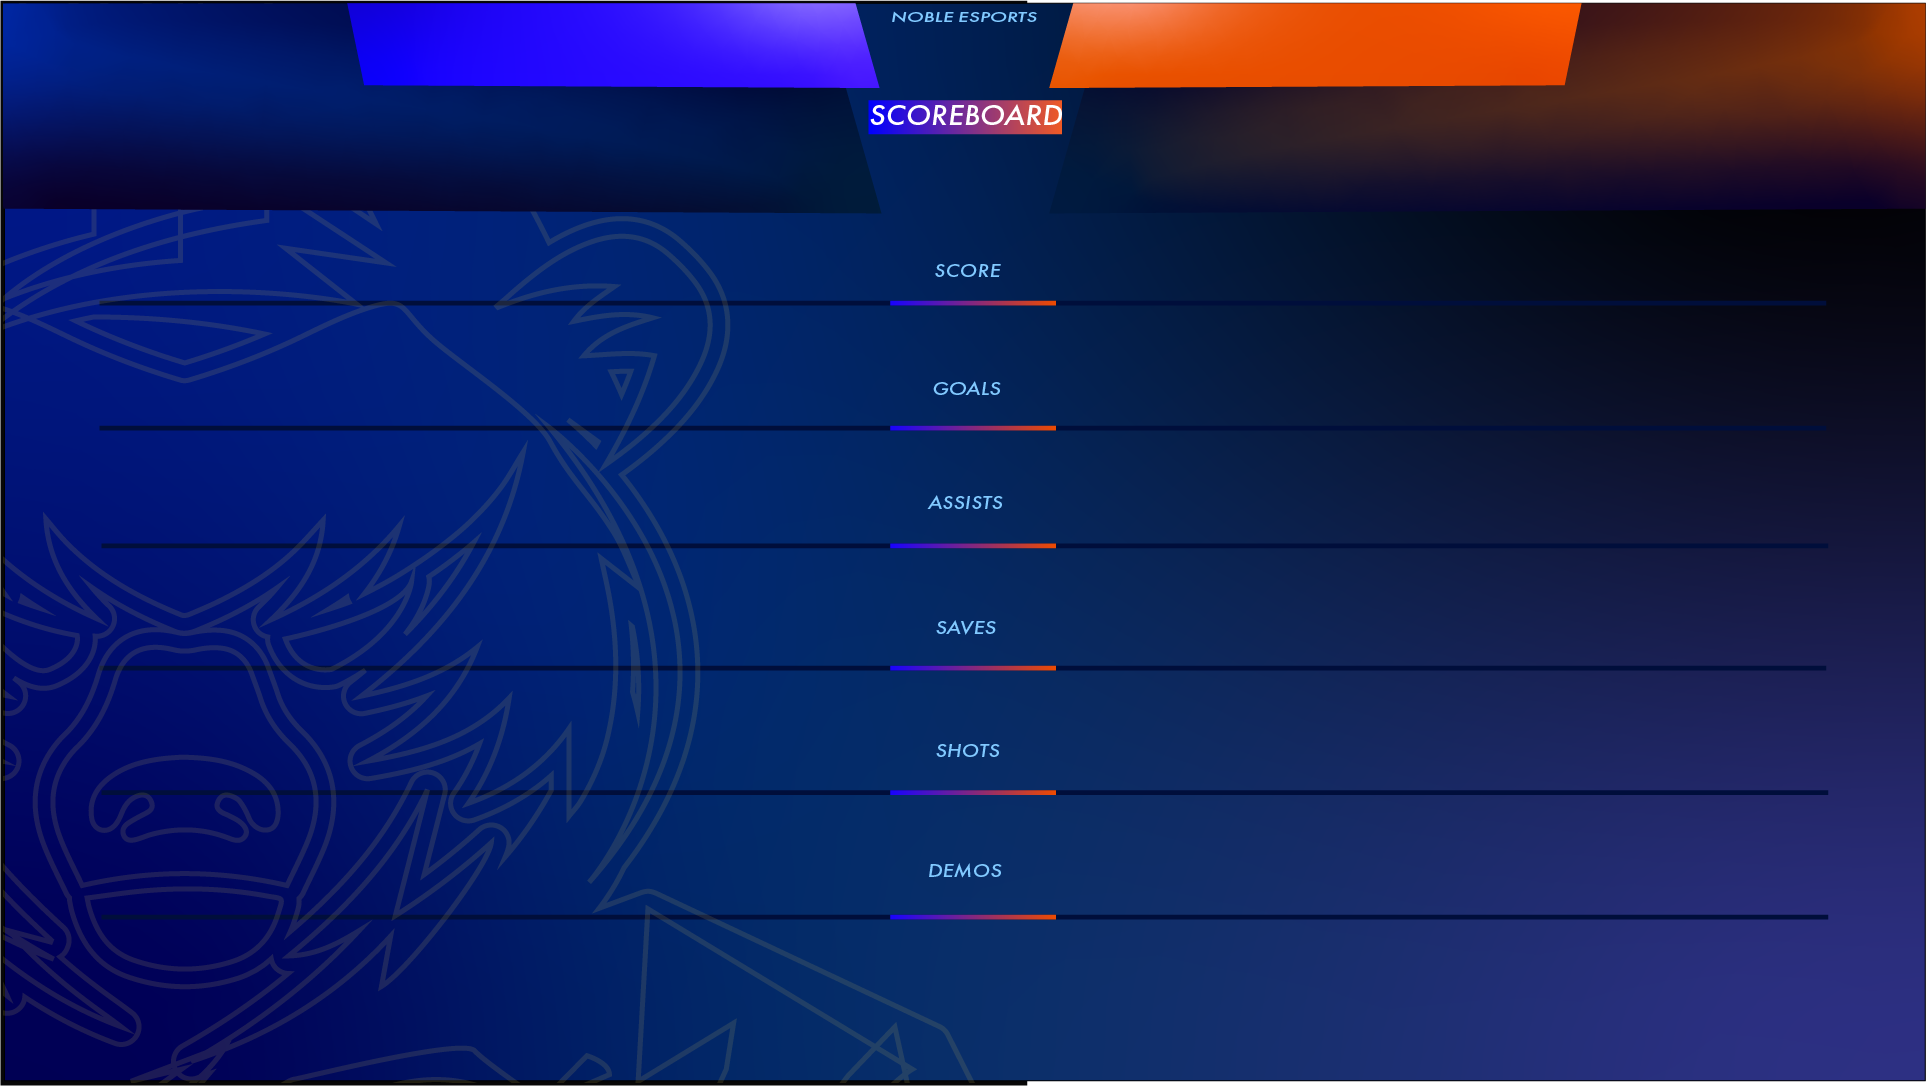 NOBLE ESPORTS
SCOREBOARD
SCORE
GOALS
ASSISTS
SAVES
SHOTS
DEMOS